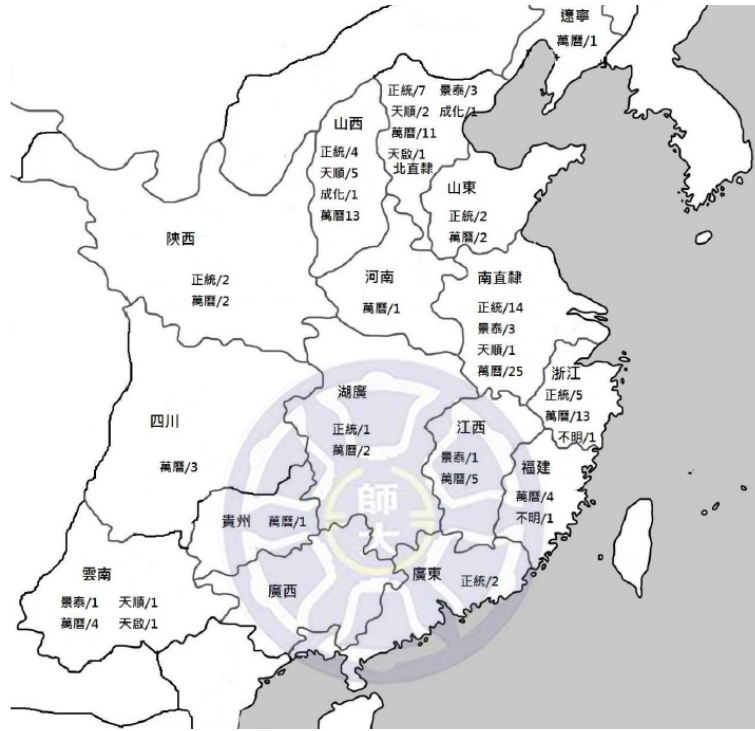 遼寧
萬曆/1
正統/7 景泰/3
天順/2 成化/1
萬曆/11
天啟/1
北直隸
山西
正統/4
天順/5
成化/1
萬曆13
山東
正統/2
萬曆/2
陝西
正統/2
萬曆/2
河南
萬曆/1
南直隸
正統/14
景泰/3
天順/1
萬曆/25
浙江
正統/5
萬曆/13
不明/1
湖廣
正統/1
萬曆/2
四川
萬曆/3
江西
景泰/1
萬曆/5
福建
萬曆/4
不明/1
貴州 萬曆/1
雲南
景泰/1 天順/1
萬曆/4 天啟/1
廣西
廣東 正統/2
師大